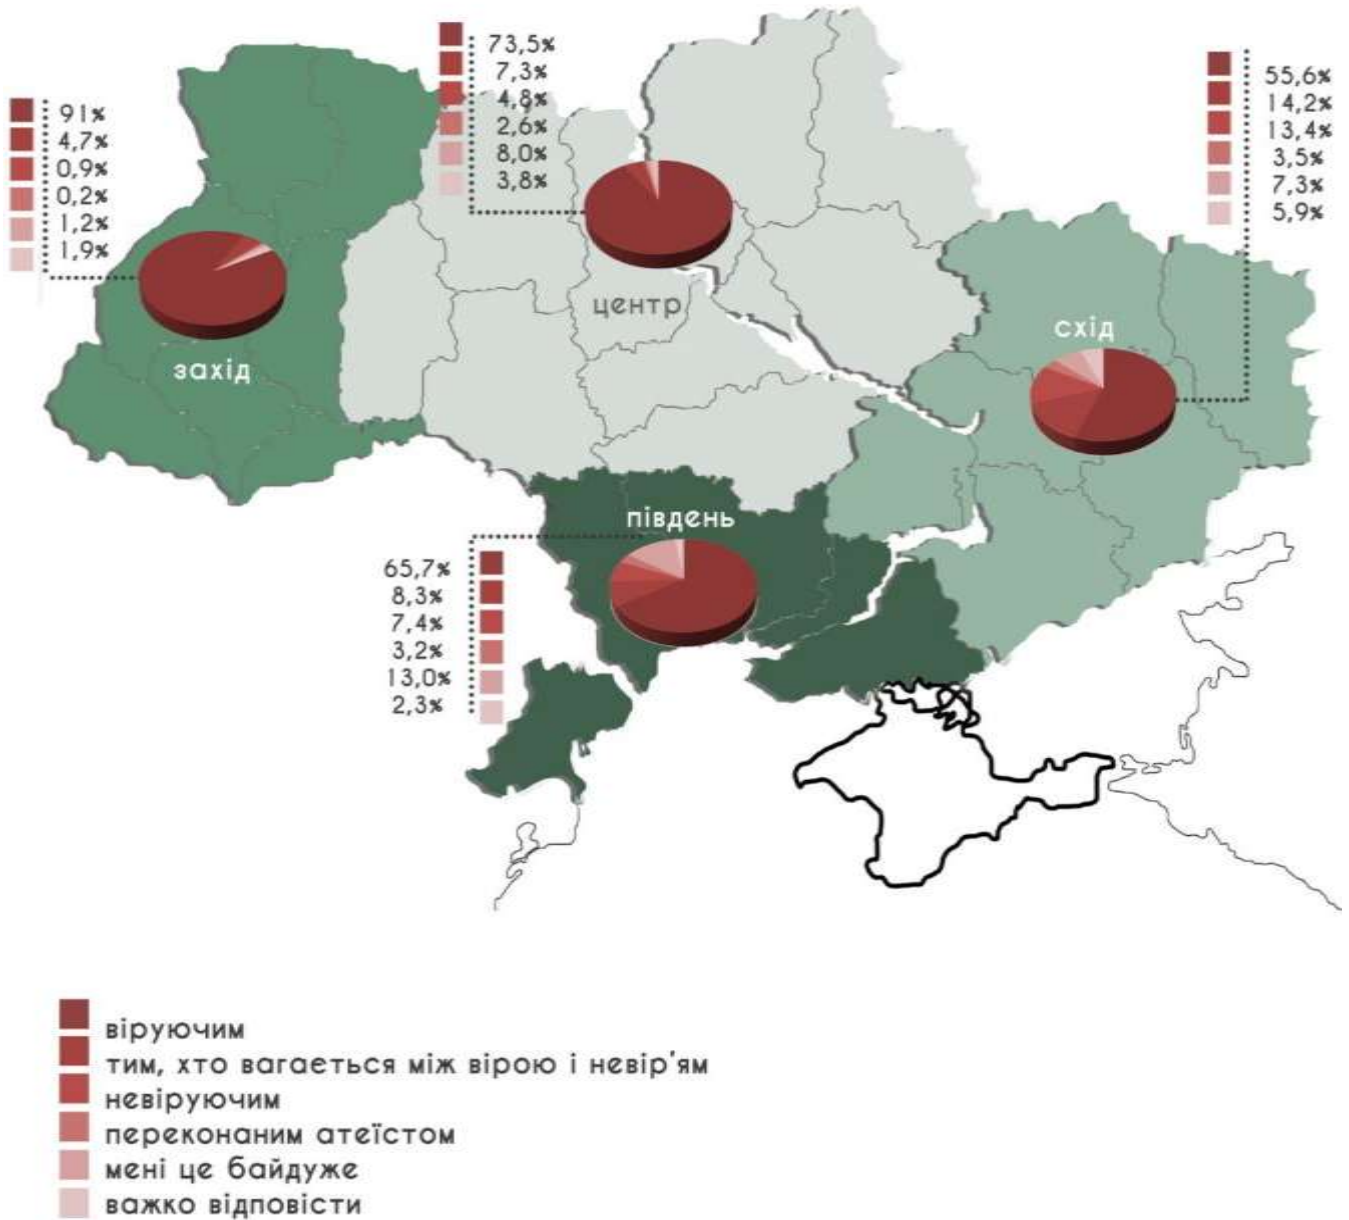 91%
4,7%
0,9%
0,2%
1,2%
1,9%
захід
73,5%
7,3%
4,8%
2,6%
8,0%
3,8%
центр
55,6%
14,2%
13,4%
3,5%
7,3%
5,9%
схід
південь
65,7%
8,3%
7,4%
3,2%
13,0%
2,3%
віруючим
тим, хто вагається між вірою і невір'ям
невіруючим
переконаним атеїстом
мені це байдуже
важко відповісти